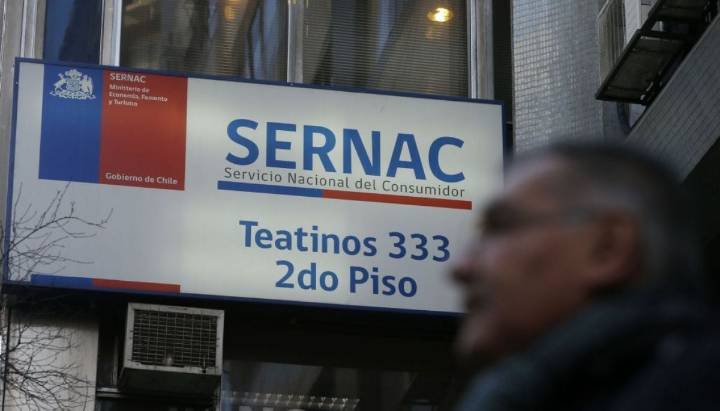 SERNAC
Ministerio de
Economía, Fomento
y Turismo
Gobierno de Chile
SERNAC
Servicio Nacional del Consumidor
Teatinos 333
2do Piso